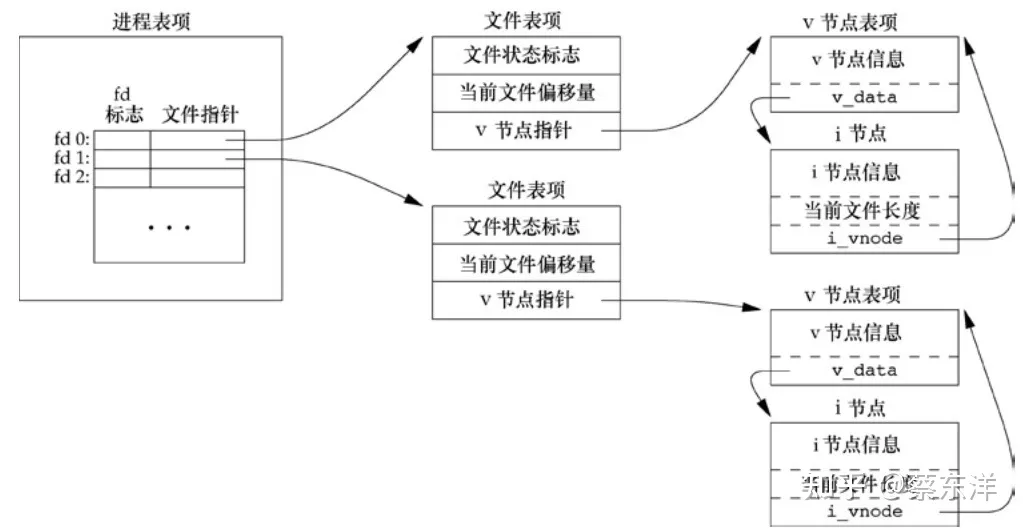 进程表项
fd
标志 文件指针
fd 0:
fd 1:
fd 2:
文件表项
文件状态标志
当前文件偏移量
v 节点指针
文件表项
文件状态标志
当前文件偏移量
v 节点指针
v 节点表项
v 节点信息
v_data
i 节点
i 节点信息
当前文件长度
i_vnode
v 节点表项
v 节点信息
v_data
i 节点
i 节点信息
当前文件长度
i_vnode
知乎 @蔡东洋